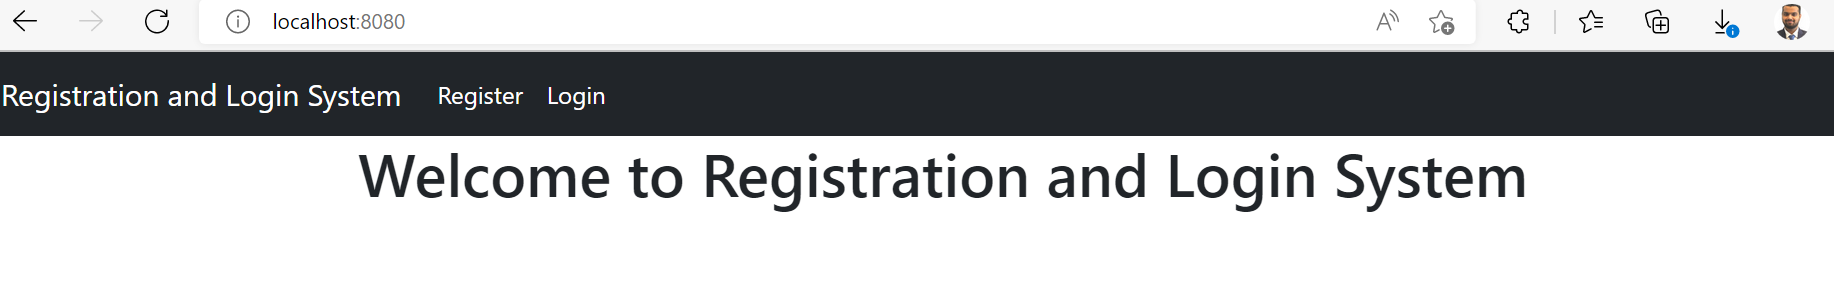 localhost:8080
Registration and Login System Register Login
Welcome to Registration and Login System